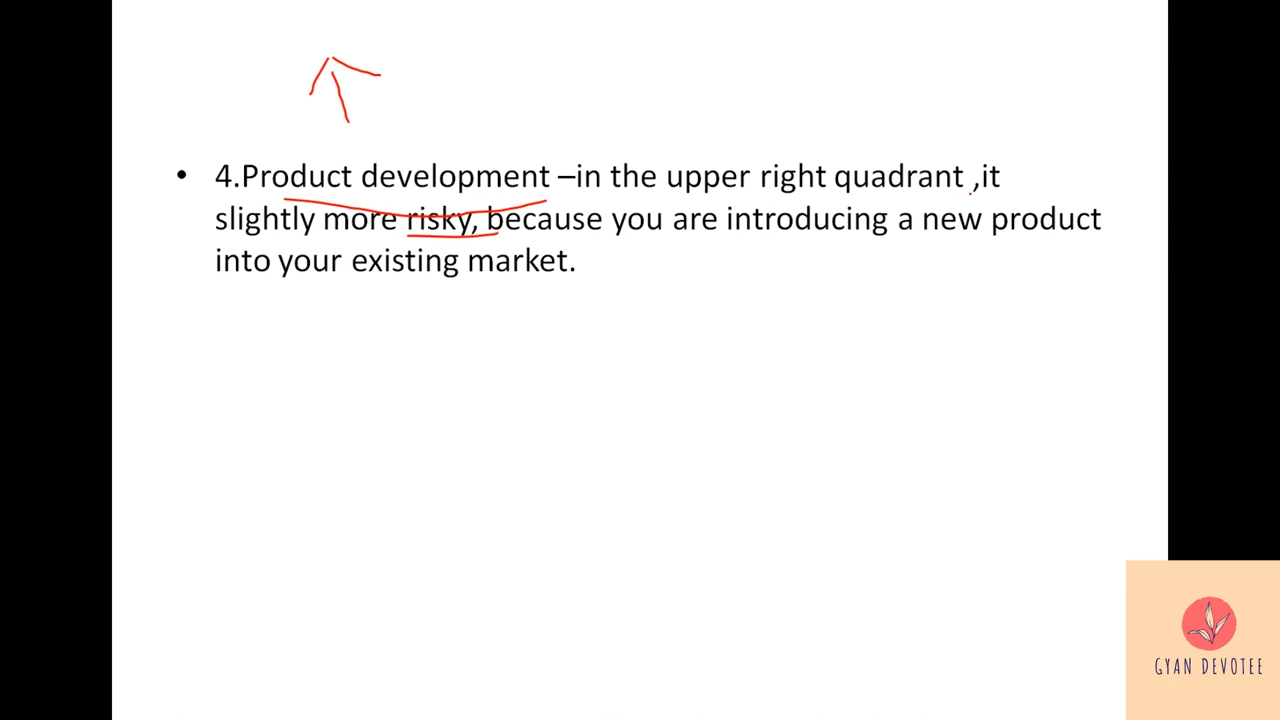 • 4.Product development –in the upper right quadrant ,it
slightly more risky, because you are introducing a new product
into your existing market.
GYAN DEVOTEE